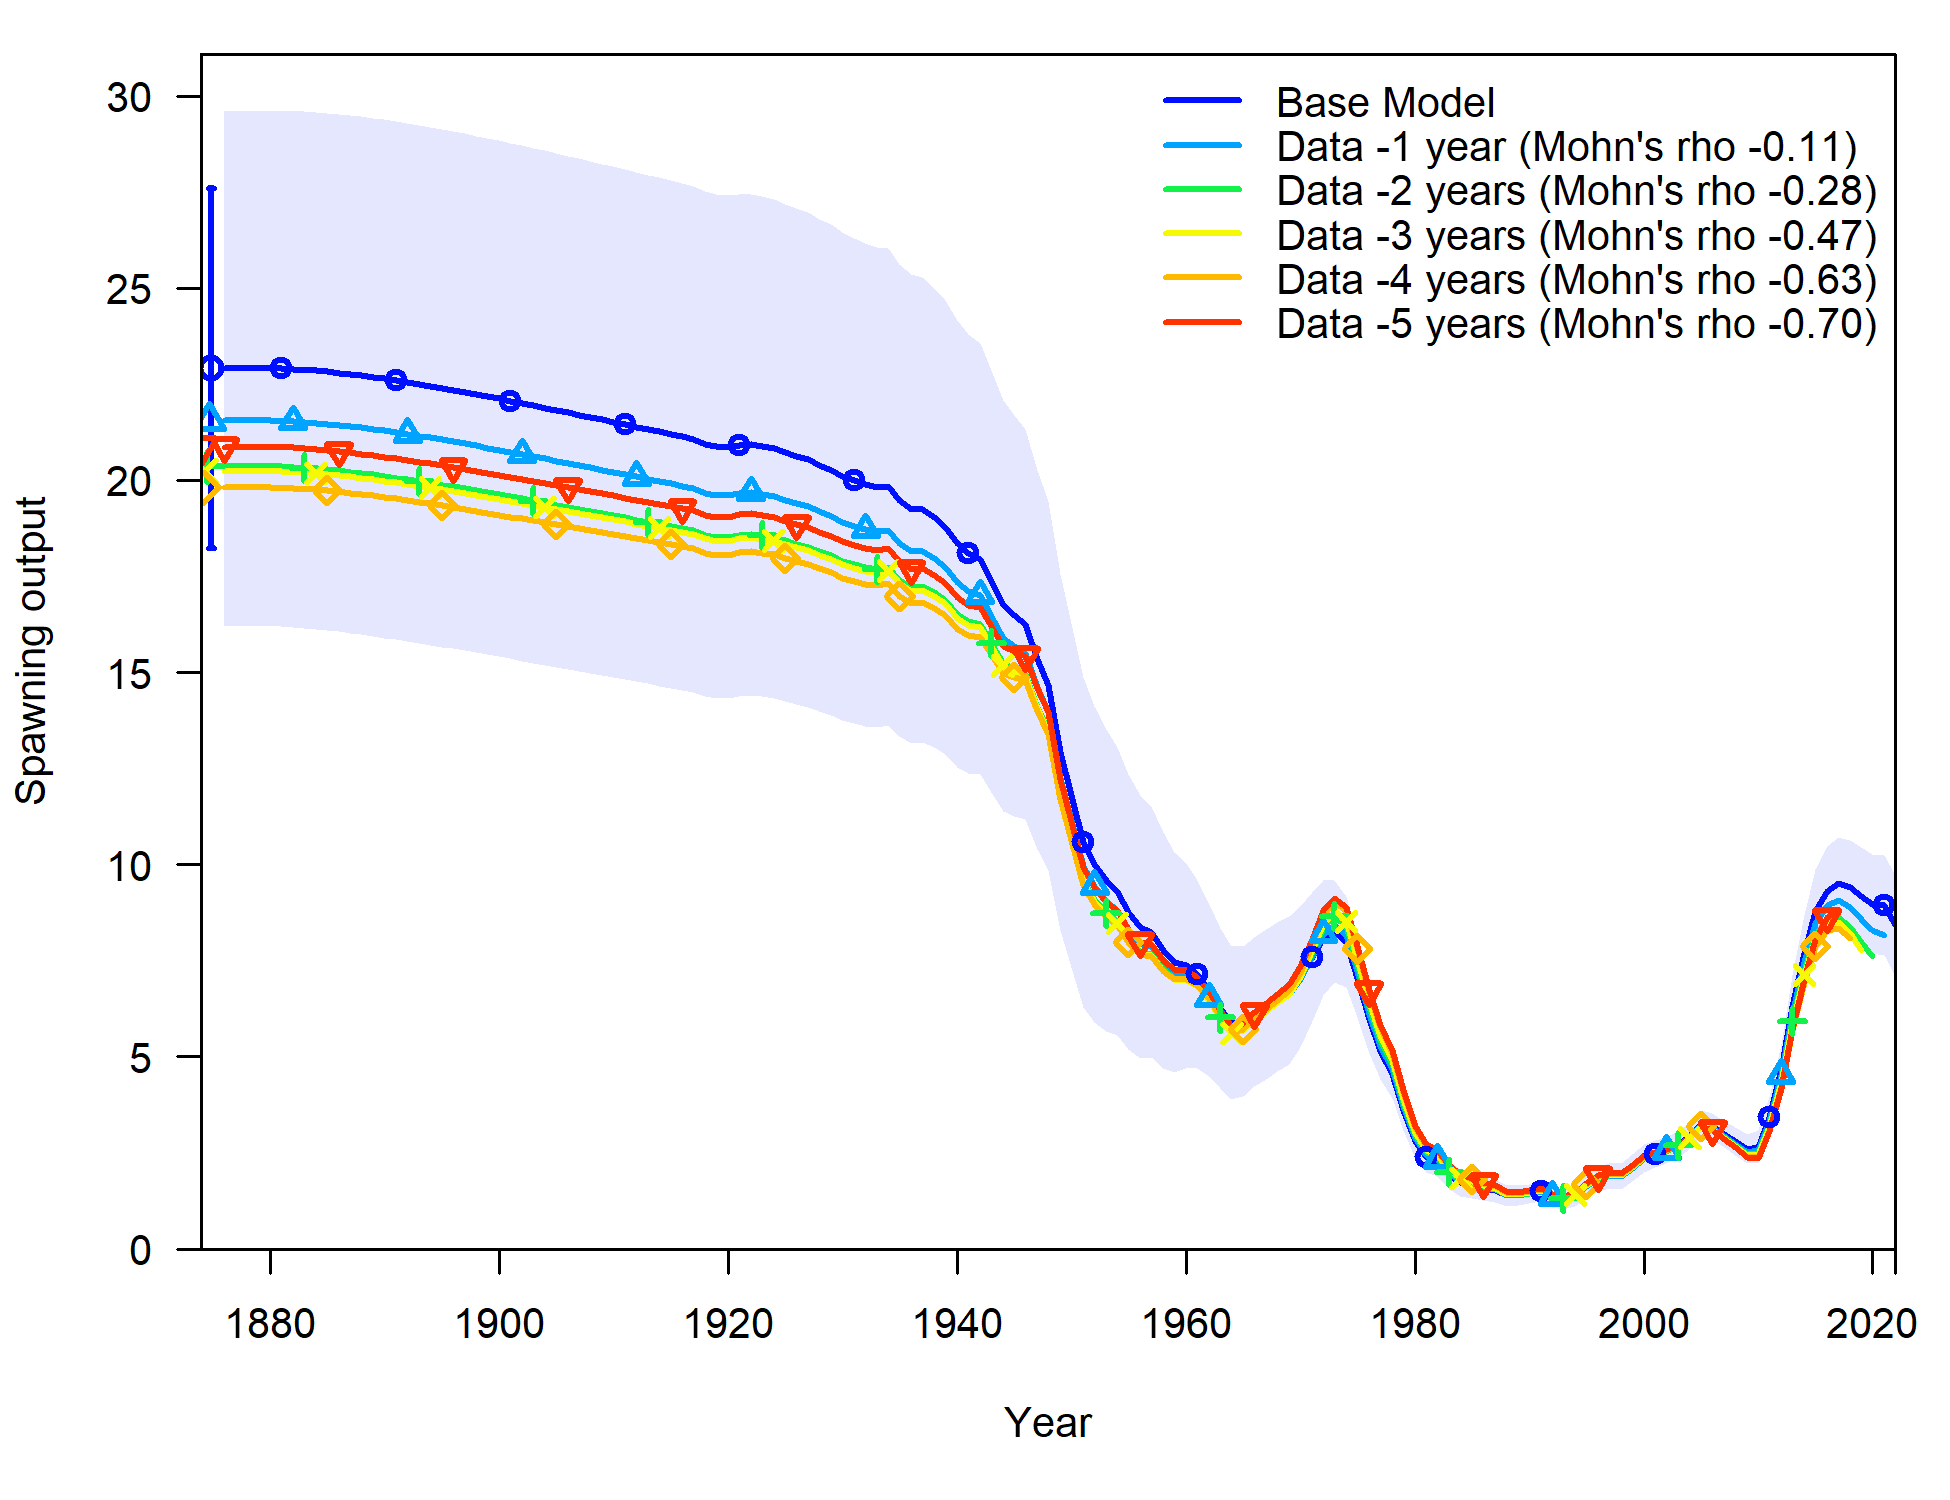 Base Model
Data -1 year (Mohn's rho -0.11)
Data -2 years (Mohn's rho -0.28)
Data -3 years (Mohn's rho -0.47)
Data -4 years (Mohn's rho -0.63)
Data -5 years (Mohn's rho -0.70)
Spawning output
30
25
20
15
10
5
0
1880 1900 1920 1940 1960 1980 2000 2020
Year